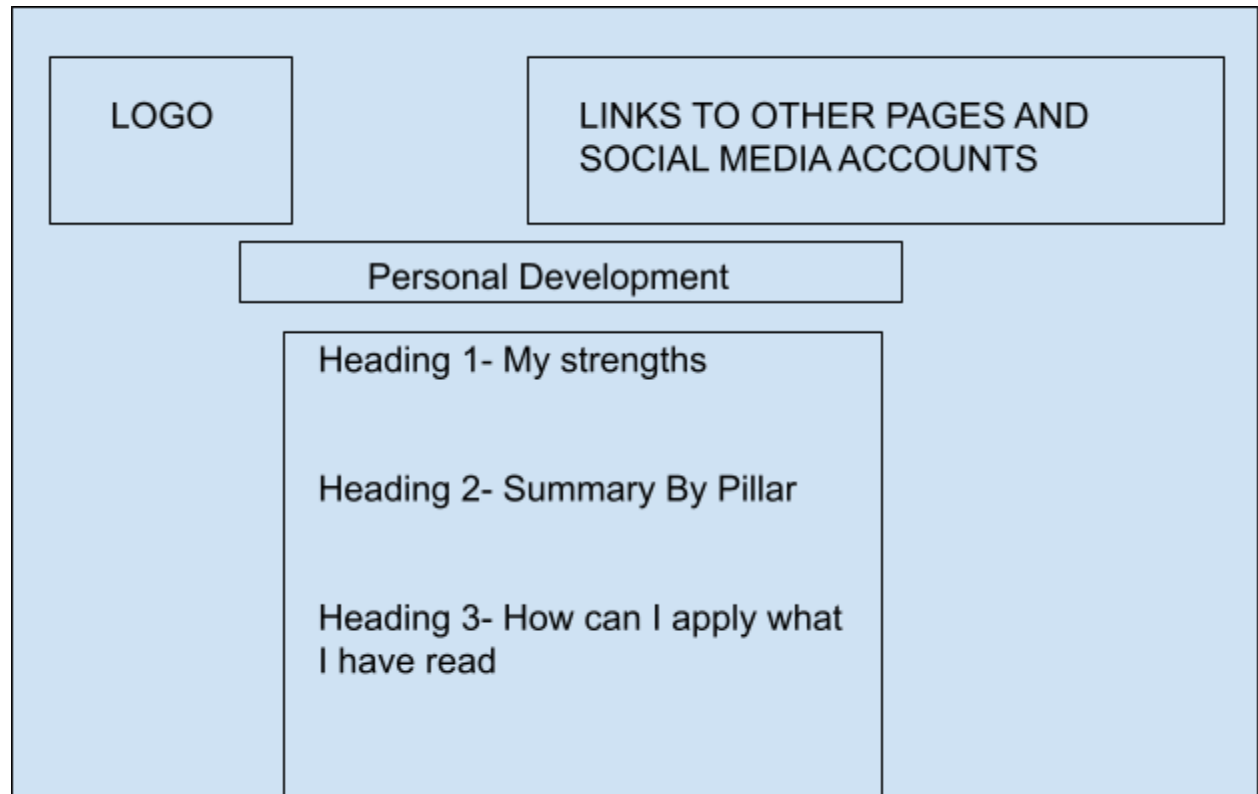 LOGO
LINKS TO OTHER PAGES AND
SOCIAL MEDIA ACCOUNTS
Personal Development
Heading 1- My strengths
Heading 2- Summary By Pillar
Heading 3- How can I apply what
I have read